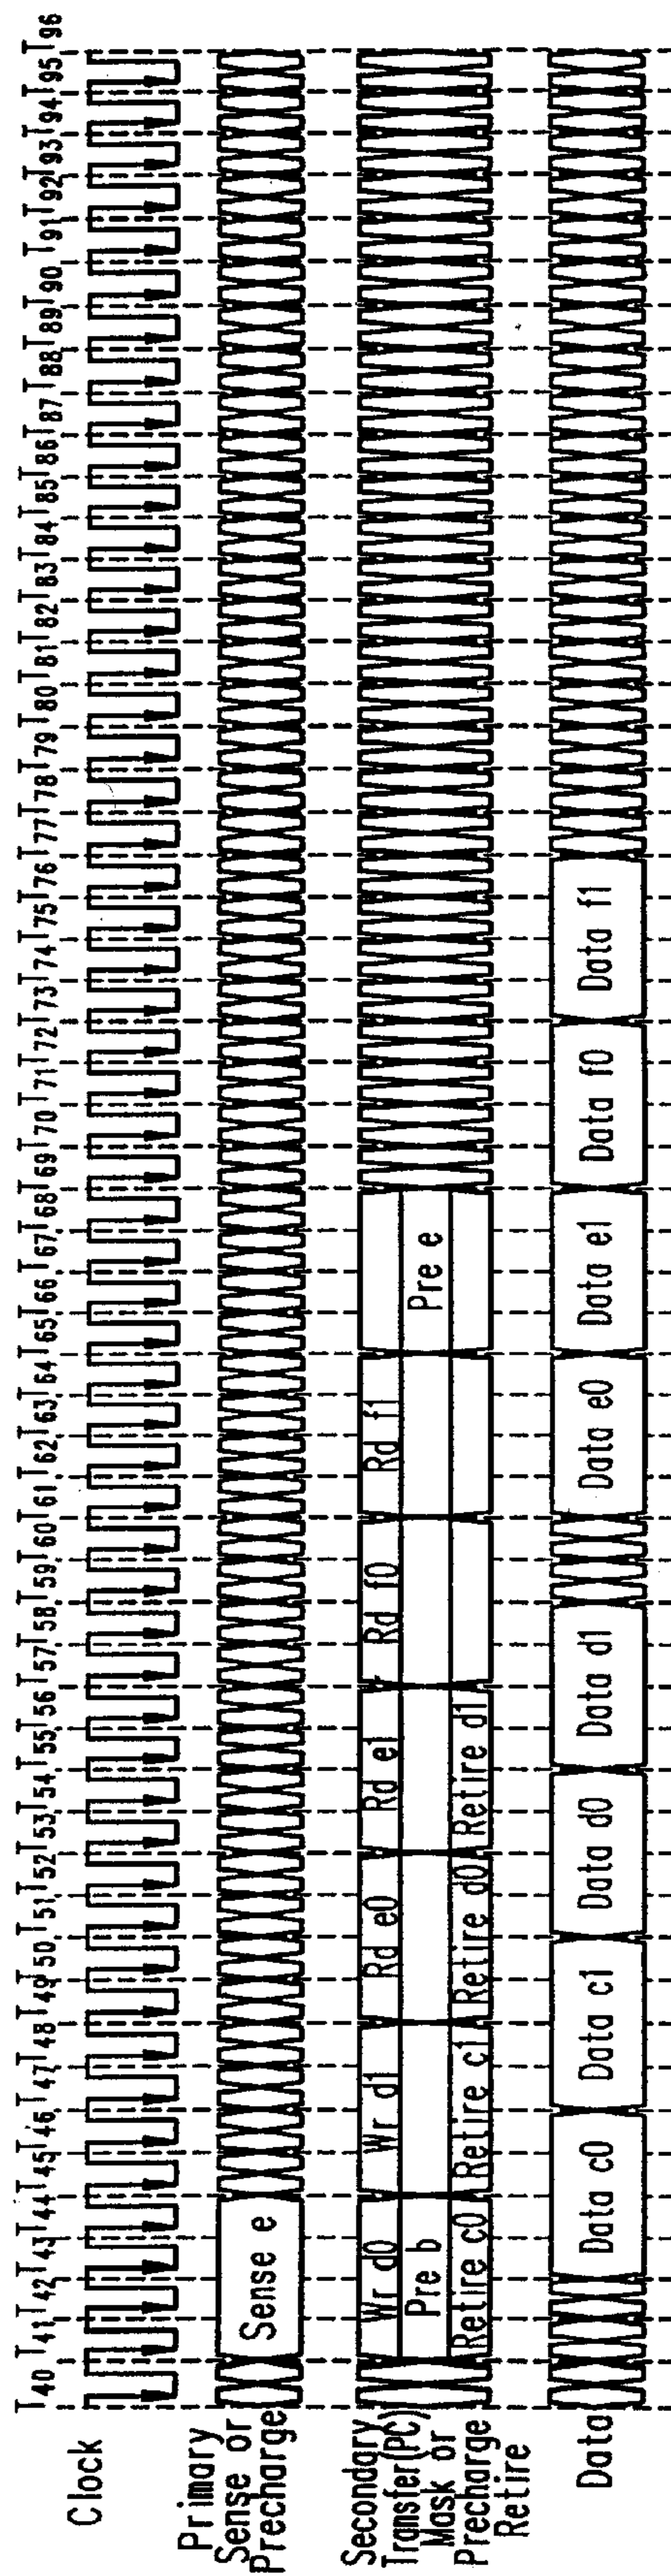 T40 T41 T42 T43 T44 T45 T46 T47 T48 T49 T50 T51 T52 T53 T54 T55 T56 T57 T58 T59 T60 T61 T62 T63 T64 T65 T66 T67 T68 T69 T70 T71 T72 T73 T74 T75 T76 T77 T78 T79 T80 T81 T82 T83 T84 T85 T86 T87 T88 T89 T90 T91 T92 T93 T94 T95 T96
Clock
Primary
Sense or
Precharge
Sense e
Secondary
Transfer(PC)
Mask or
Precharge
Retire
Wr d0 Wr d1 Rd e0 Rd e1 Rd f0 Rd f1
Pre b Pre e
Retire c0 Retire c1 Retire d0 Retire d1
Data
Data c0 Data c1 Data d0 Data d1 Data e0 Data e1 Data f0 Data f1